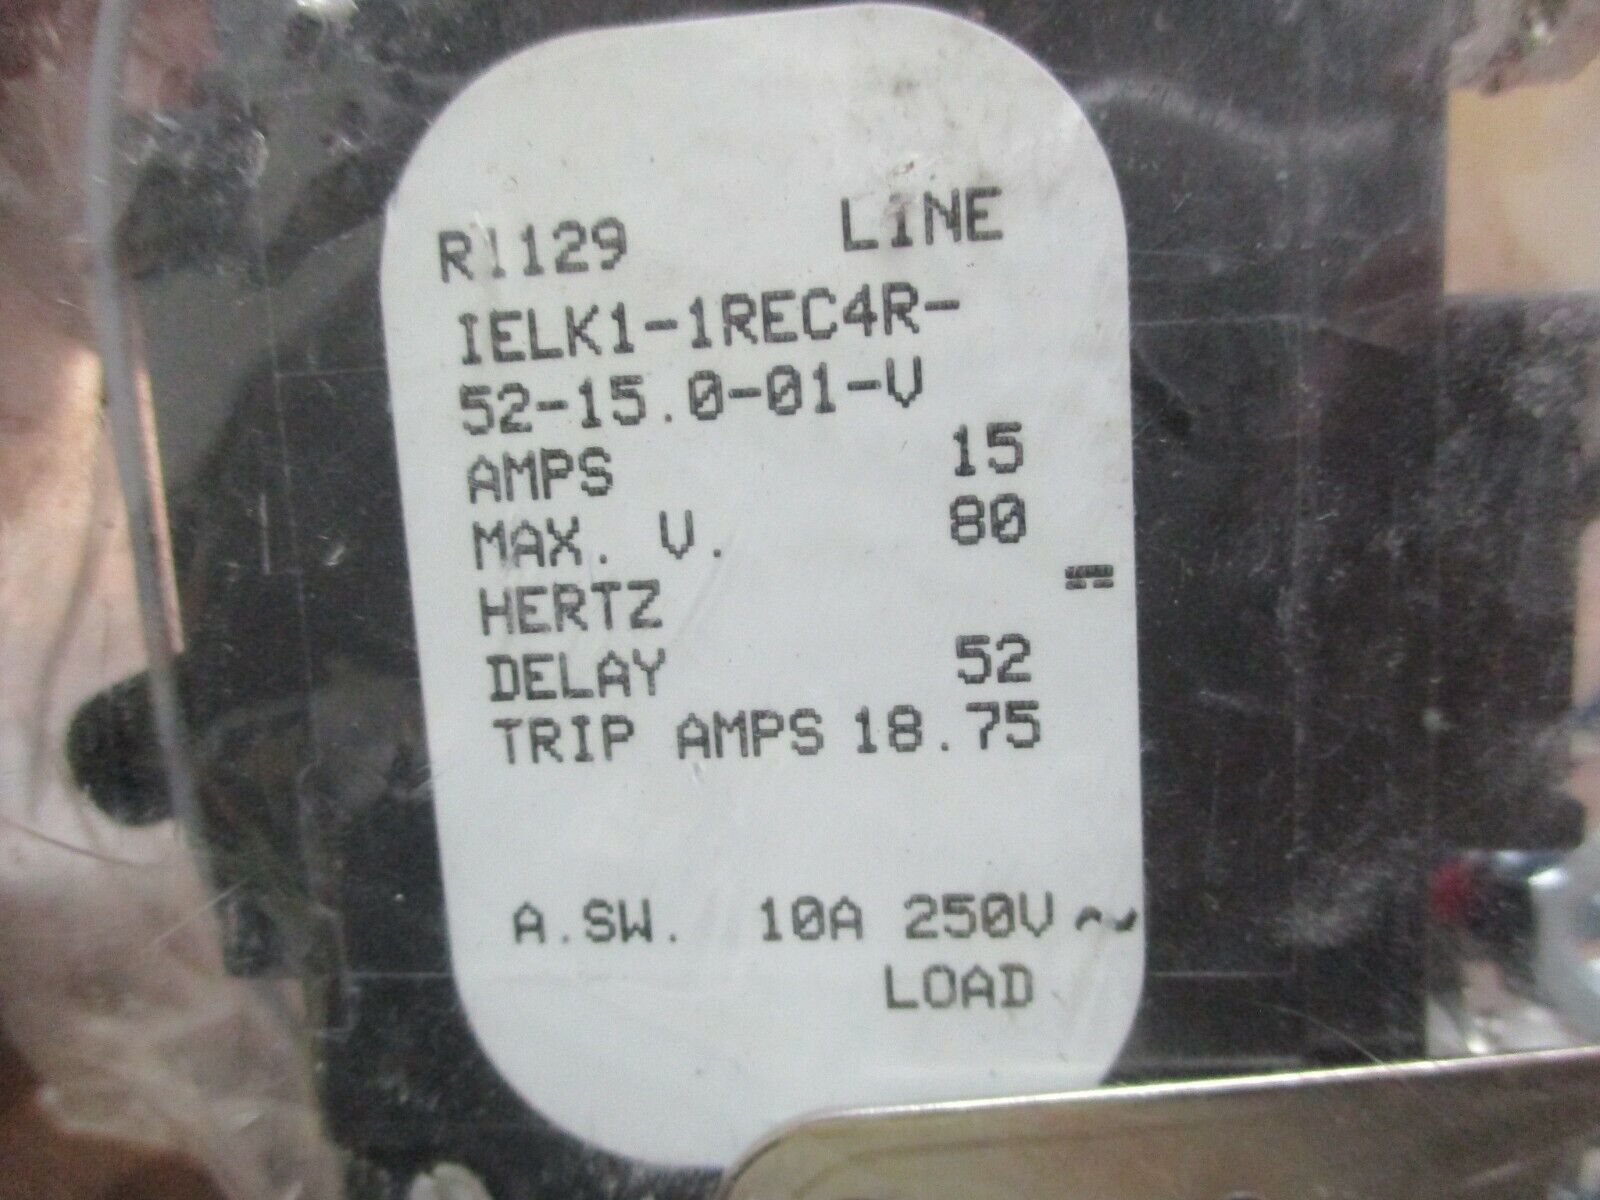 R1129 LINE
IELK1-1REC4R-
52-15.0-01-V
AMPS 15
MAX. V. 80
HERTZ ⎓
DELAY 52
TRIP AMPS 18.75
A.SW. 10A 250V~
LOAD